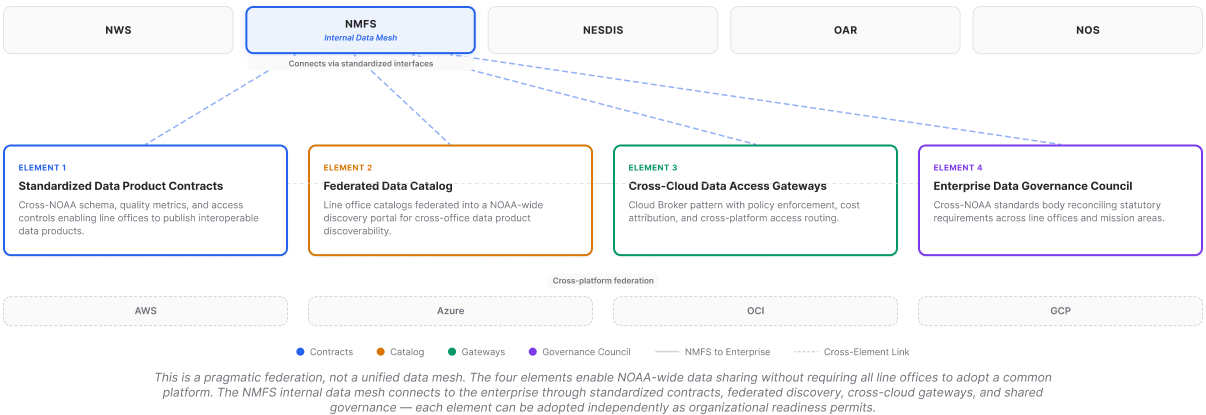 NWS
NMFS
Internal Data Mesh
NESDIS
OAR
NOS
Connects via standardized interfaces
ELEMENT 1
Standardized Data Product Contracts
Cross-NOAA schema, quality metrics, and access
controls enabling line offices to publish interoperable
data products.
ELEMENT 2
Federated Data Catalog
Line office catalogs federated into a NOAA-wide
discovery portal for cross-office data product
discoverability.
ELEMENT 3
Cross-Cloud Data Access Gateways
Cloud Broker pattern with policy enforcement, cost
attribution, and cross-platform access routing.
ELEMENT 4
Enterprise Data Governance Council
Cross-NOAA standards body reconciling statutory
requirements across line offices and mission areas.
Cross-platform federation
AWS
Azure
OCI
GCP
Contracts
Catalog
Gateways
Governance Council
NMFS to Enterprise
Cross-Element Link
This is a pragmatic federation, not a unified data mesh. The four elements enable NOAA-wide data sharing without requiring all line offices to adopt a common
platform. The NMFS internal data mesh connects to the enterprise through standardized contracts, federated discovery, cross-cloud gateways, and shared
governance — each element can be adopted independently as organizational readiness permits.